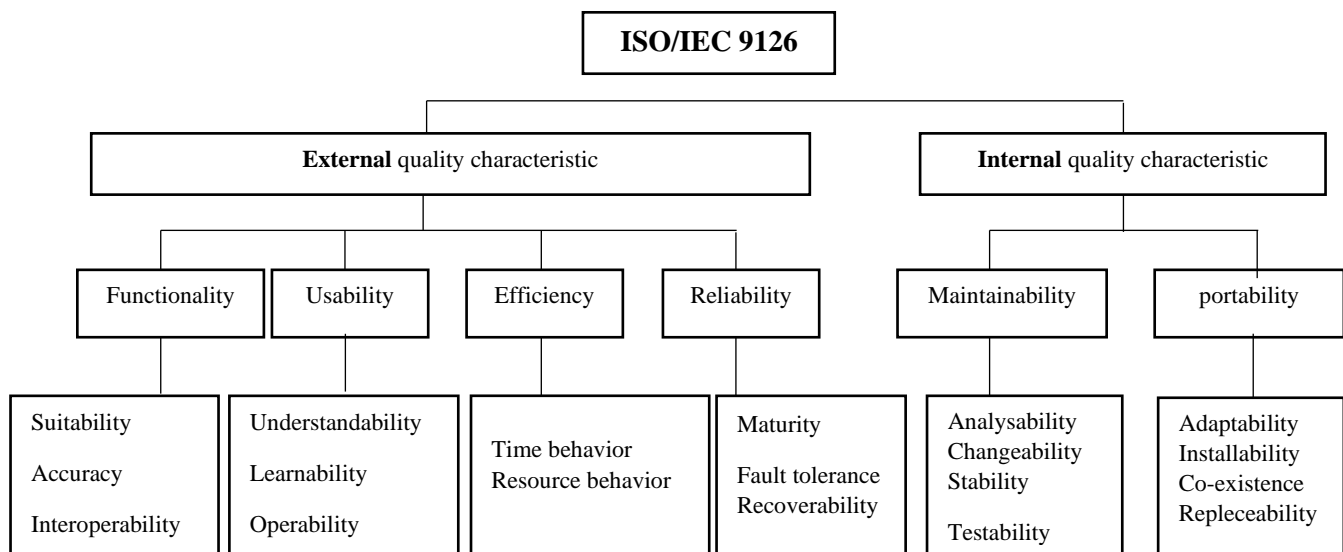 ISO/IEC 9126
External quality characteristic
Internal quality characteristic
Functionality
Usability
Efficiency
Reliability
Maintainability
portability
Suitability
Accuracy
Interoperability
Understandability
Learnability
Operability
Time behavior
Resource behavior
Maturity
Fault tolerance
Recoverability
Analysability
Changeability
Stability
Testability
Adaptability
Installability
Co-existence
Repleceability